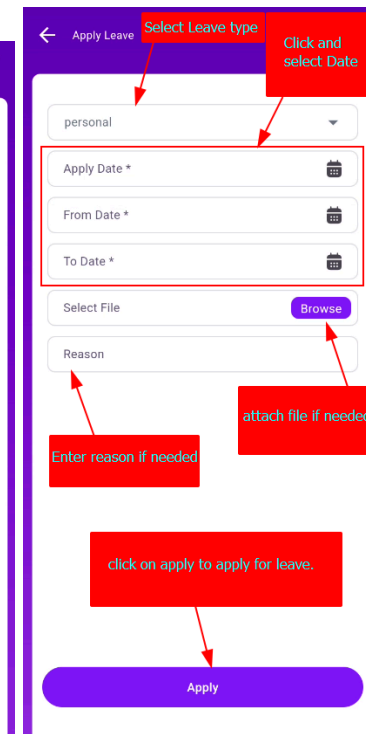 Apply Leave
Select Leave type
Click and
select Date
personal
Apply Date *
From Date *
To Date *
Select File
Browse
Reason
attach file if needed
Enter reason if needed
click on apply to apply for leave.
Apply